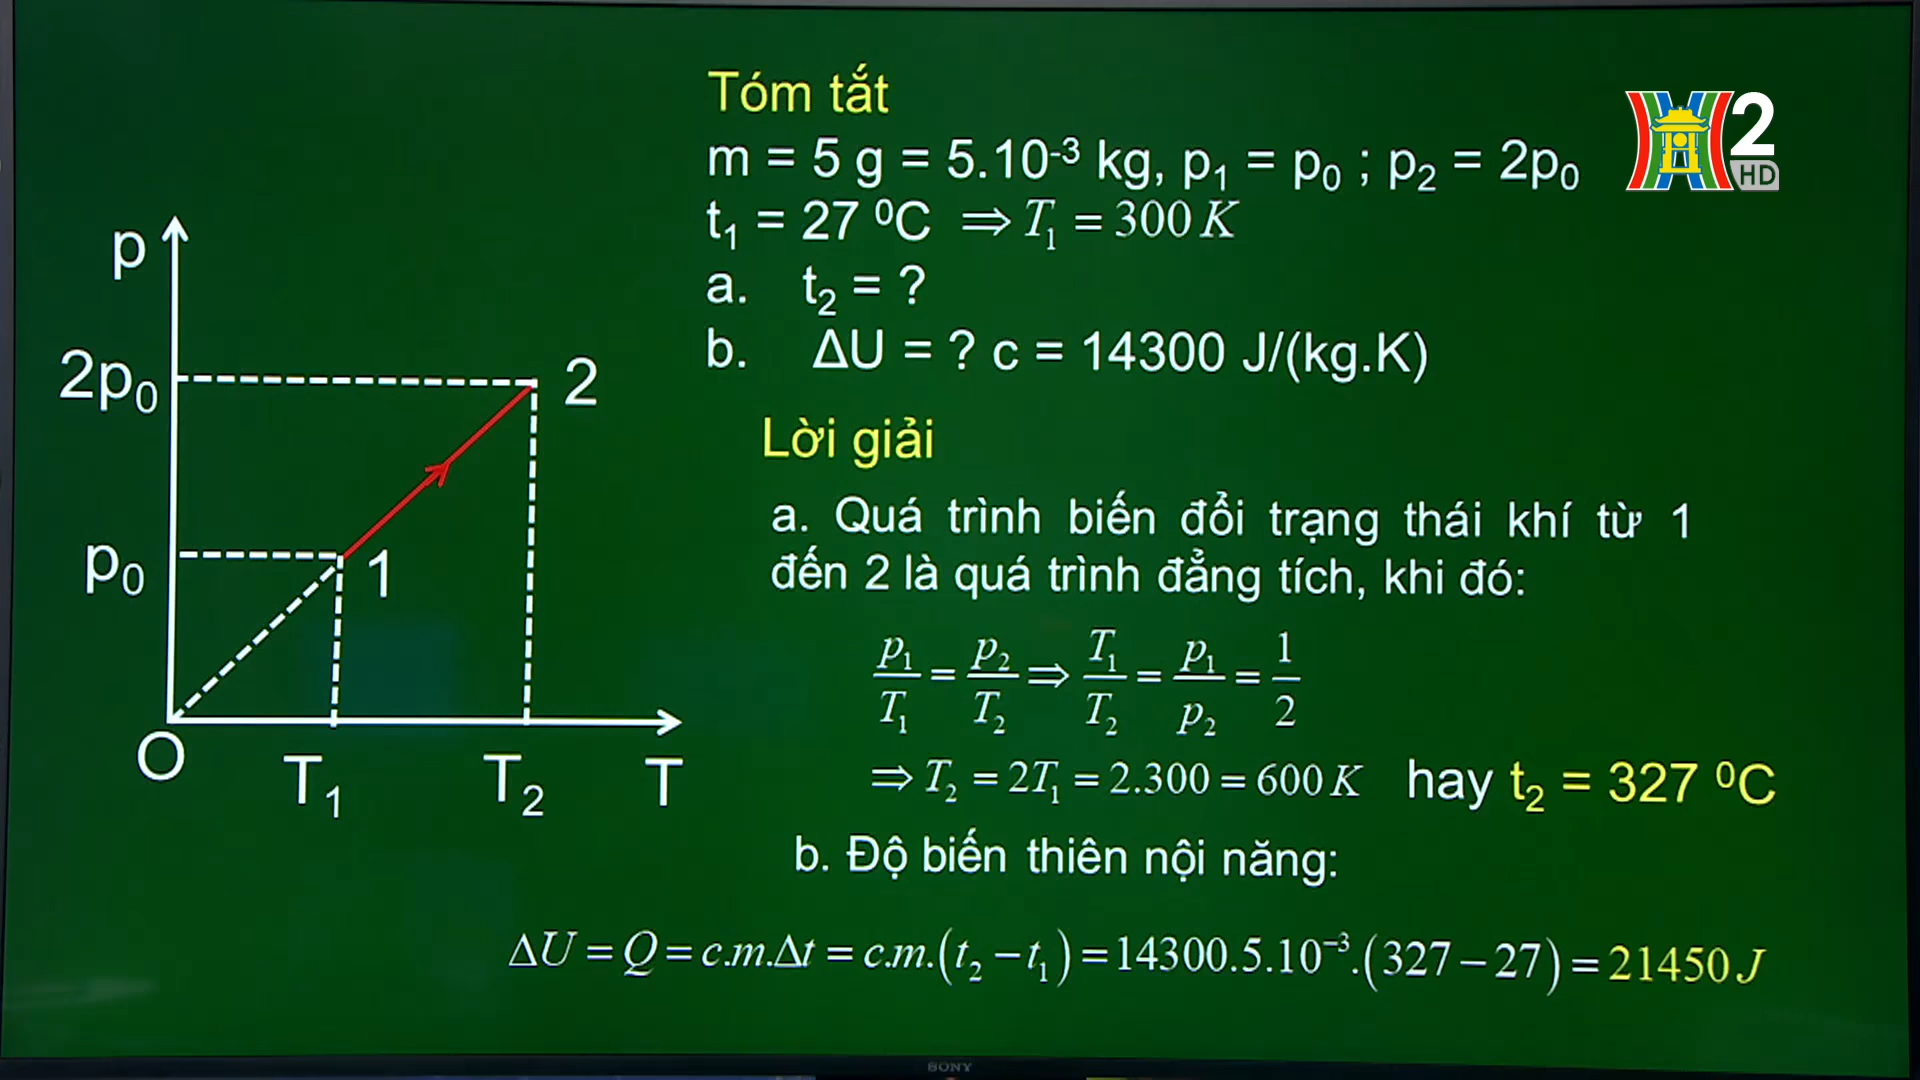 Tóm tắt
m = 5 g = 5.10⁻³ kg, p₁ = p₀ ; p₂ = 2p₀
t₁ = 27 ⁰C ⇒ T₁ = 300 K
a. t₂ = ?
b. ΔU = ? c = 14300 J/(kg.K)
2
HD
p
2p₀
2
p₀
1
O
T₁
T₂
T
Lời giải
a. Quá trình biến đổi trạng thái khí từ 1
đến 2 là quá trình đẳng tích, khi đó:
p₁/T₁ = p₂/T₂ ⇒ T₁/T₂ = p₁/p₂ = 1/2
⇒ T₂ = 2T₁ = 2.300 = 600 K hay t₂ = 327 ⁰C
b. Độ biến thiên nội năng:
ΔU = Q = c.m.Δt = c.m.(t₂ − t₁) = 14300.5.10⁻³.(327 − 27) = 21450 J
SONY